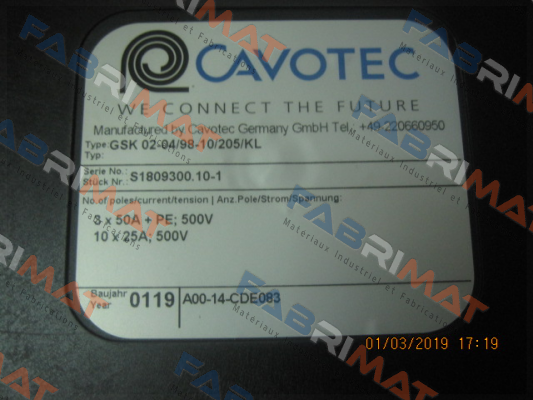 CAVOTEC
WE CONNECT THE FUTURE
Manufactured by Cavotec Germany GmbH Tel. +49 220660950
Type: GSK 02-04/98-10/205/KL
Typ:
Serie No.: S1809300.10-1
Stück Nr.:
No.of poles/current/tension | Anz.Pole/Strom/Spannung:
3 x 50A + PE; 500V
10 x 25A; 500V
Baujahr 0119 A00-14-CDE083
Year
01/03/2019 17:19
FABRIMAT
Materiaux Industriel et Fabrications